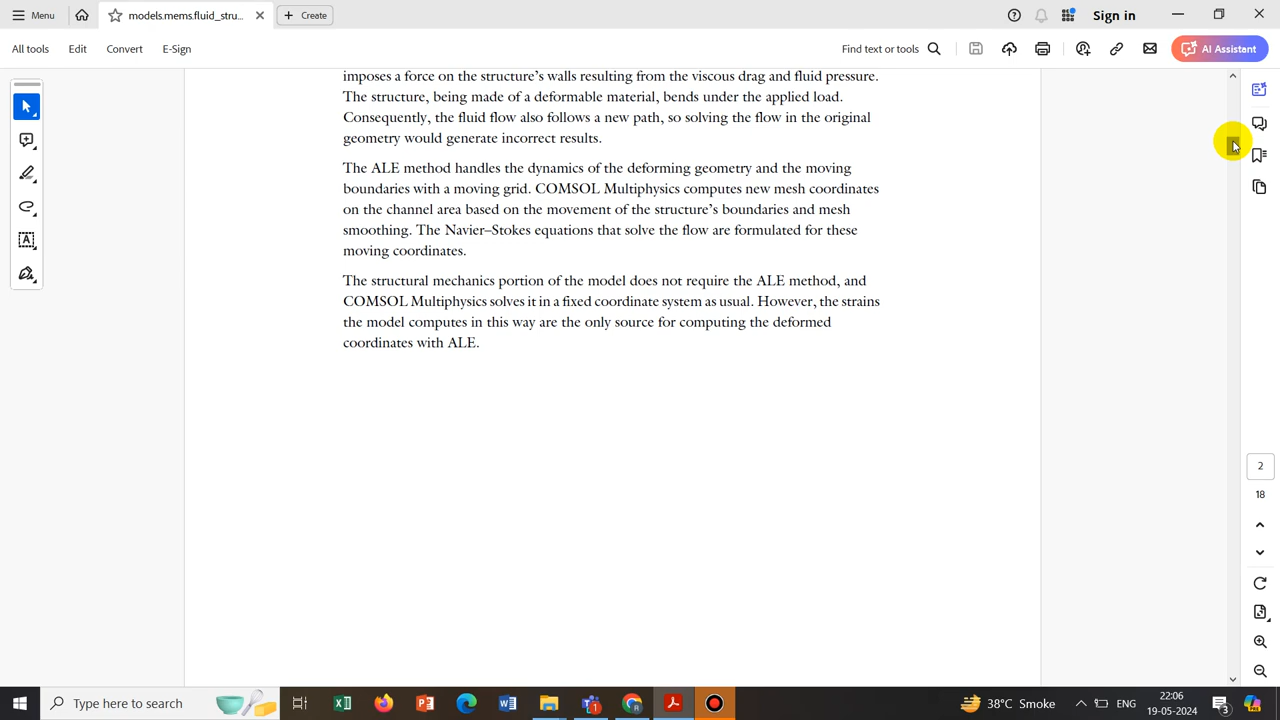 Menu
models.mems.fluid_stru...
Create
Sign in
All tools
Edit
Convert
E-Sign
Find text or tools
AI Assistant
imposes a force on the structure's walls resulting from the viscous drag and fluid pressure.
The structure, being made of a deformable material, bends under the applied load.
Consequently, the fluid flow also follows a new path, so solving the flow in the original
geometry would generate incorrect results.
The ALE method handles the dynamics of the deforming geometry and the moving
boundaries with a moving grid. COMSOL Multiphysics computes new mesh coordinates
on the channel area based on the movement of the structure's boundaries and mesh
smoothing. The Navier–Stokes equations that solve the flow are formulated for these
moving coordinates.
The structural mechanics portion of the model does not require the ALE method, and
COMSOL Multiphysics solves it in a fixed coordinate system as usual. However, the strains
the model computes in this way are the only source for computing the deformed
coordinates with ALE.
2
18
Type here to search
38°C Smoke
ENG
22:06
19-05-2024
3